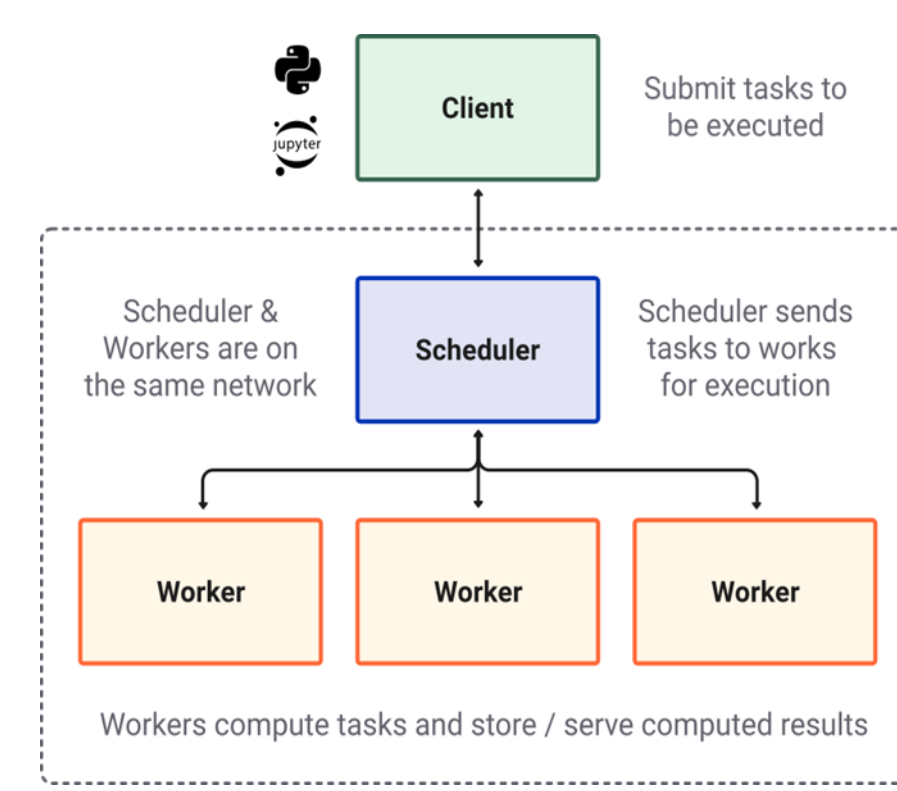 Client
jupyter
Submit tasks to
be executed
Scheduler &
Workers are on
the same network
Scheduler
Scheduler sends
tasks to works
for execution
Worker
Worker
Worker
Workers compute tasks and store / serve computed results